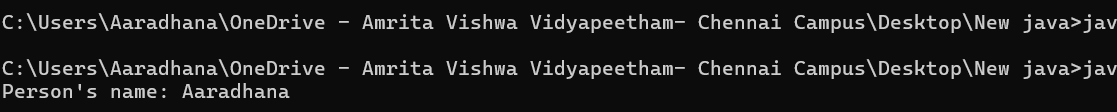 C:\Users\Aaradhana\OneDrive - Amrita Vishwa Vidyapeetham- Chennai Campus\Desktop\New java>jav
C:\Users\Aaradhana\OneDrive - Amrita Vishwa Vidyapeetham- Chennai Campus\Desktop\New java>jav
Person's name: Aaradhana